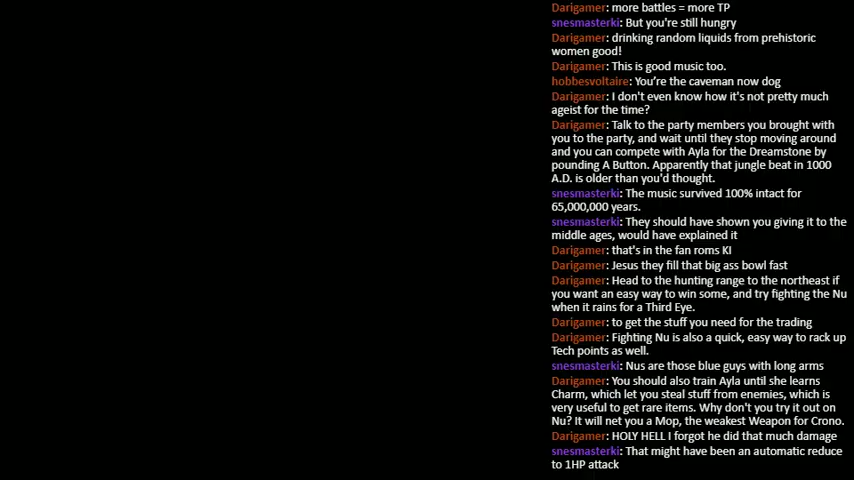 Darigamer: more battles = more TP
snesmasterki: But you're still hungry
Darigamer: drinking random liquids from prehistoric
women good!
Darigamer: This is good music too.
hobbesvoltaire: You’re the caveman now dog
Darigamer: I don't even know how it's not pretty much
ageist for the time?
Darigamer: Talk to the party members you brought with
you to the party, and wait until they stop moving around
and you can compete with Ayla for the Dreamstone by
pounding A Button. Apparently that jungle beat in 1000
A.D. is older than you'd thought.
snesmasterki: The music survived 100% intact for
65,000,000 years.
snesmasterki: They should have shown you giving it to the
middle ages, would have explained it
Darigamer: that's in the fan roms KI
Darigamer: Jesus they fill that big ass bowl fast
Darigamer: Head to the hunting range to the northeast if
you want an easy way to win some, and try fighting the Nu
when it rains for a Third Eye.
Darigamer: to get the stuff you need for the trading
Darigamer: Fighting Nu is also a quick, easy way to rack up
Tech points as well.
snesmasterki: Nus are those blue guys with long arms
Darigamer: You should also train Ayla until she learns
Charm, which let you steal stuff from enemies, which is
very useful to get rare items. Why don't you try it out on
Nu? It will net you a Mop, the weakest Weapon for Crono.
Darigamer: HOLY HELL I forgot he did that much damage
snesmasterki: That might have been an automatic reduce
to 1HP attack